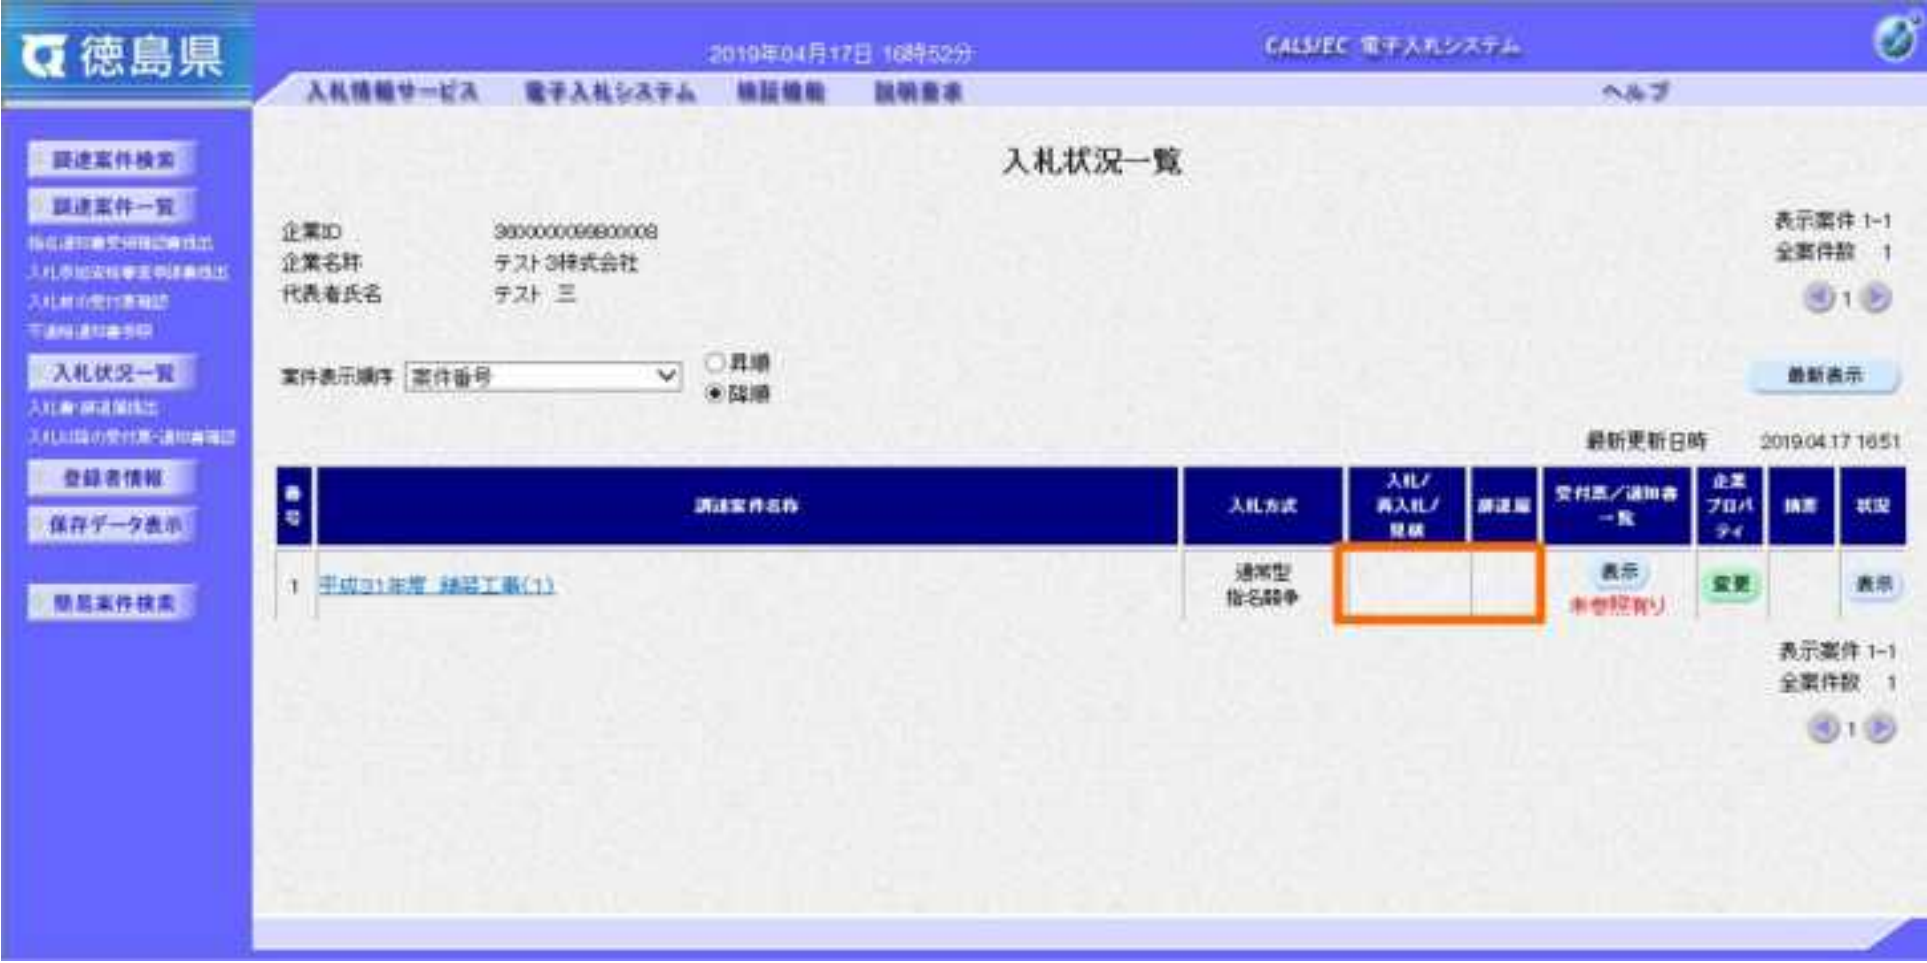 徳島県
2019年04月17日 16時52分
CALS/EC 電子入札システム
入札情報サービス 電子入札システム 検証機能 説明要求 ヘルプ
調達案件検索
調達案件一覧
入札状況一覧
登録者情報
保存データ表示
簡易案件検索
入札状況一覧
企業ID
企業名称 テスト3株式会社
代表者氏名 テスト 三
表示案件 1-1
全案件数 1
1
案件表示順序 案件番号
昇順
降順
最新表示
最新更新日時 2019.04.17 16:51
番号 調達案件名称 入札方式 入札/再入札/見積 辞退届 受付票/通知書一覧 企業プロパティ 摘要 状況
1 平成31年度 舗装工事(1) 通常型指名競争 表示 未参照有り 変更 表示
表示案件 1-1
全案件数 1
1